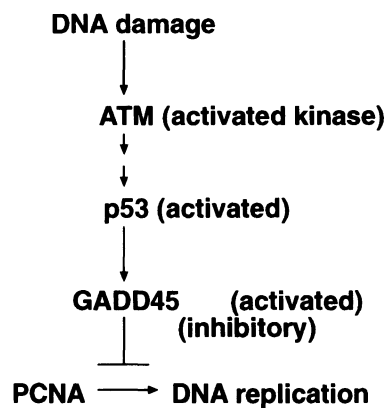 DNA damage
ATM (activated kinase)
p53 (activated)
GADD45 (activated)
(inhibitory)
PCNA DNA replication